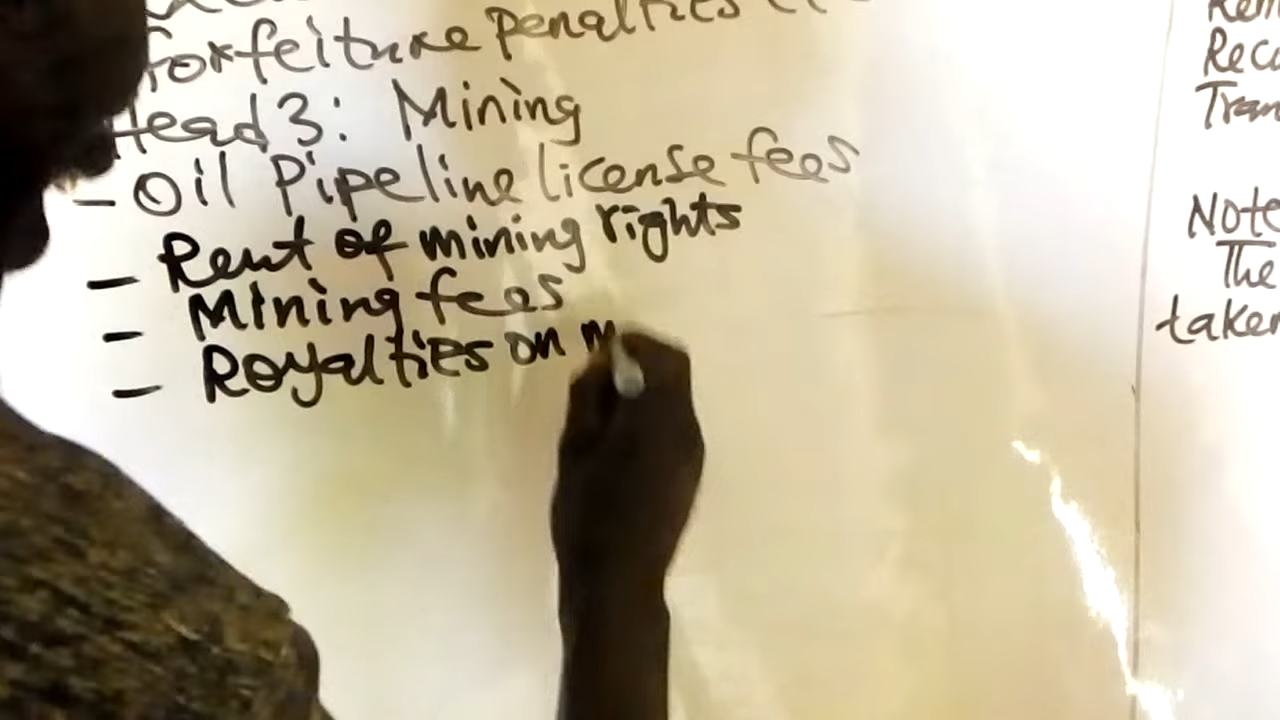 forfeiture penalties
Head 3: Mining
- Oil Pipeline license fees
- Rent of mining rights
- Mining fees
- Royalties on m
Note
The
taken